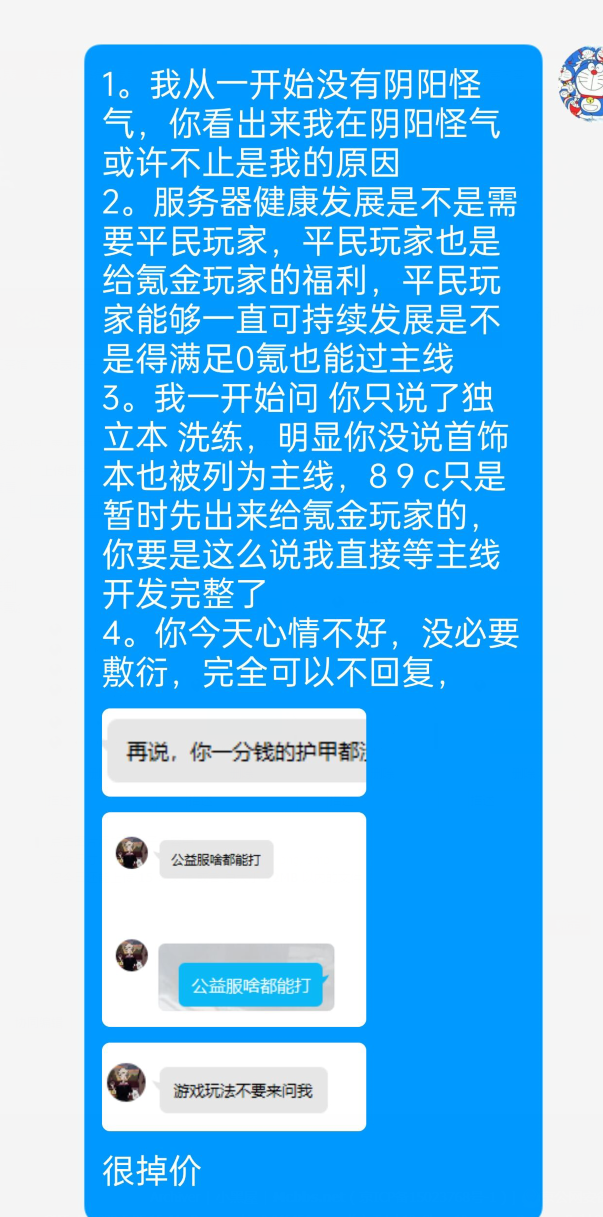 1。我从一开始没有阴阳怪
气，你看出来我在阴阳怪气
或许不止是我的原因
2。服务器健康发展是不是需
要平民玩家，平民玩家也是
给氪金玩家的福利，平民玩
家能够一直可持续发展是不
是得满足0氪也能过主线
3。我一开始问 你只说了独
立本 洗练，明显你没说首饰
本也被列为主线，8 9 c只是
暂时先出来给氪金玩家的，
你要是这么说我直接等主线
开发完整了
4。你今天心情不好，没必要
敷衍，完全可以不回复，
再说，你一分钱的护甲都
公益服啥都能打
公益服啥都能打
游戏玩法不要来问我
很掉价